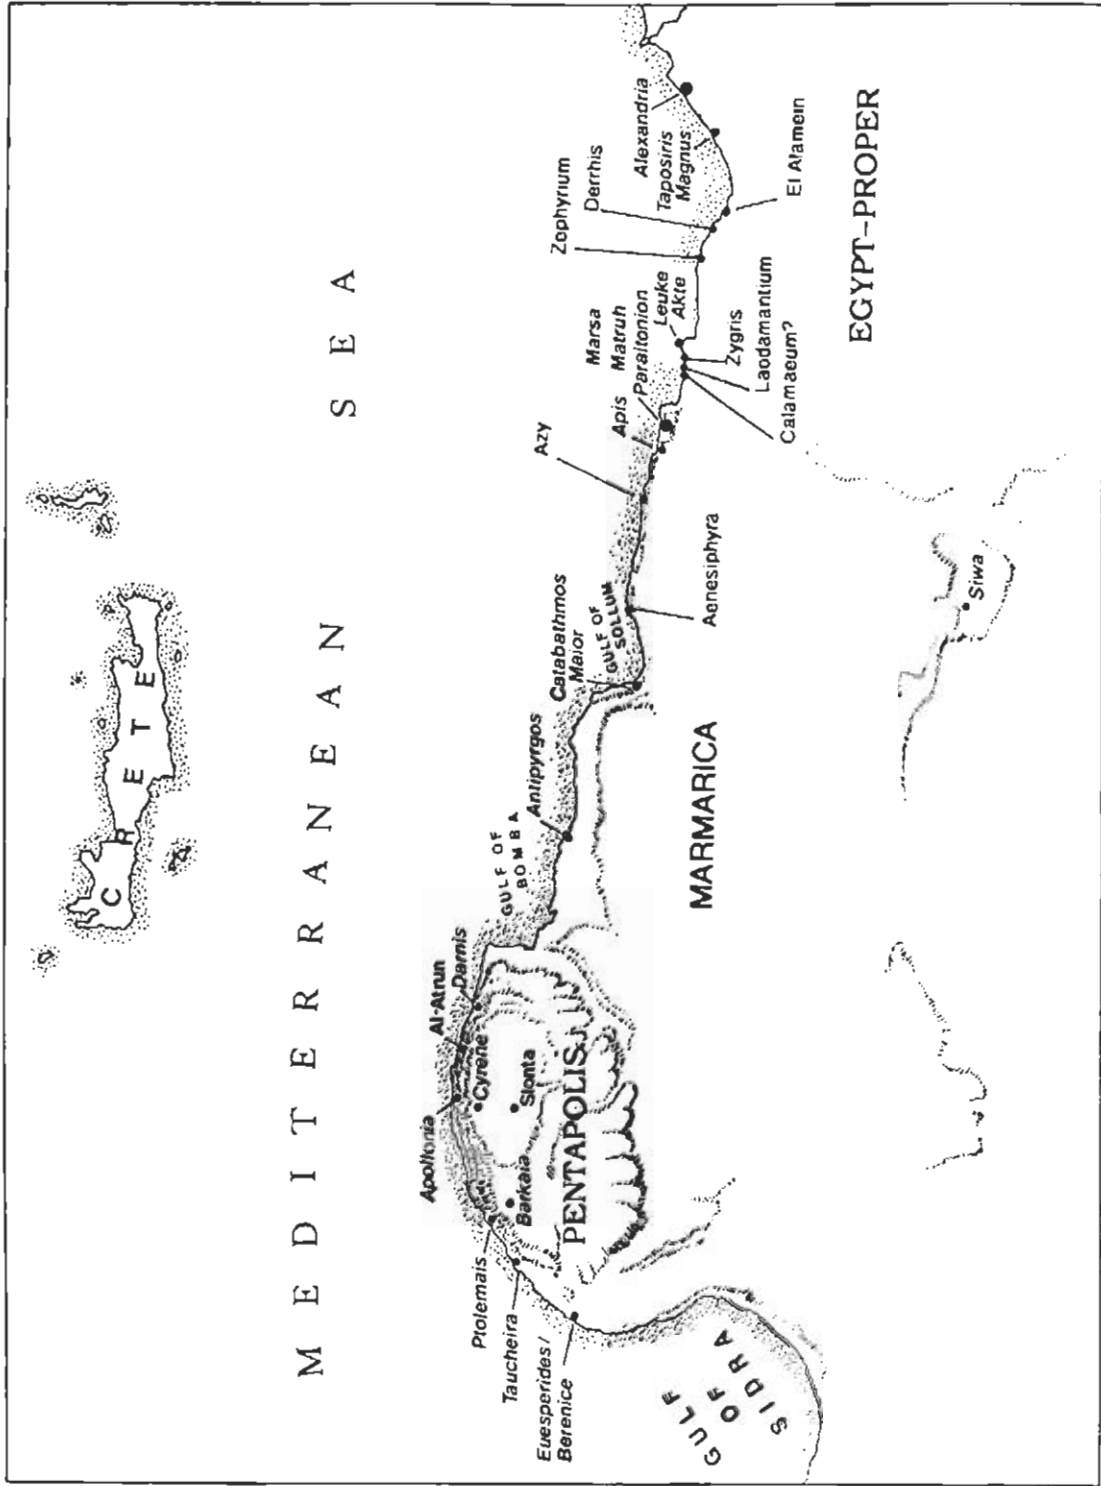 CRETE
MEDITERRANEAN SEA
Apollonia
Al-Atrun
Darnis
Cyrene
Slonta
Barkaia
PENTAPOLIS
Ptolemais
Taucheira
Euesperides /
Berenice
GULF
OF
SIDRA
GULF OF
BOMBA
Antipyrgos
Catabathmos
Maior
GULF OF
SOLLUM
MARMARICA
Aenesiphyra
Azy
Apis
Marsa
Matruh
Paraitonion
Leuke
Akte
Zygris
Laodamantium
Calamaeum?
Zephyrium
Derrhis
Taposiris
Magnus
Alexandria
El Alamein
EGYPT-PROPER
Siwa